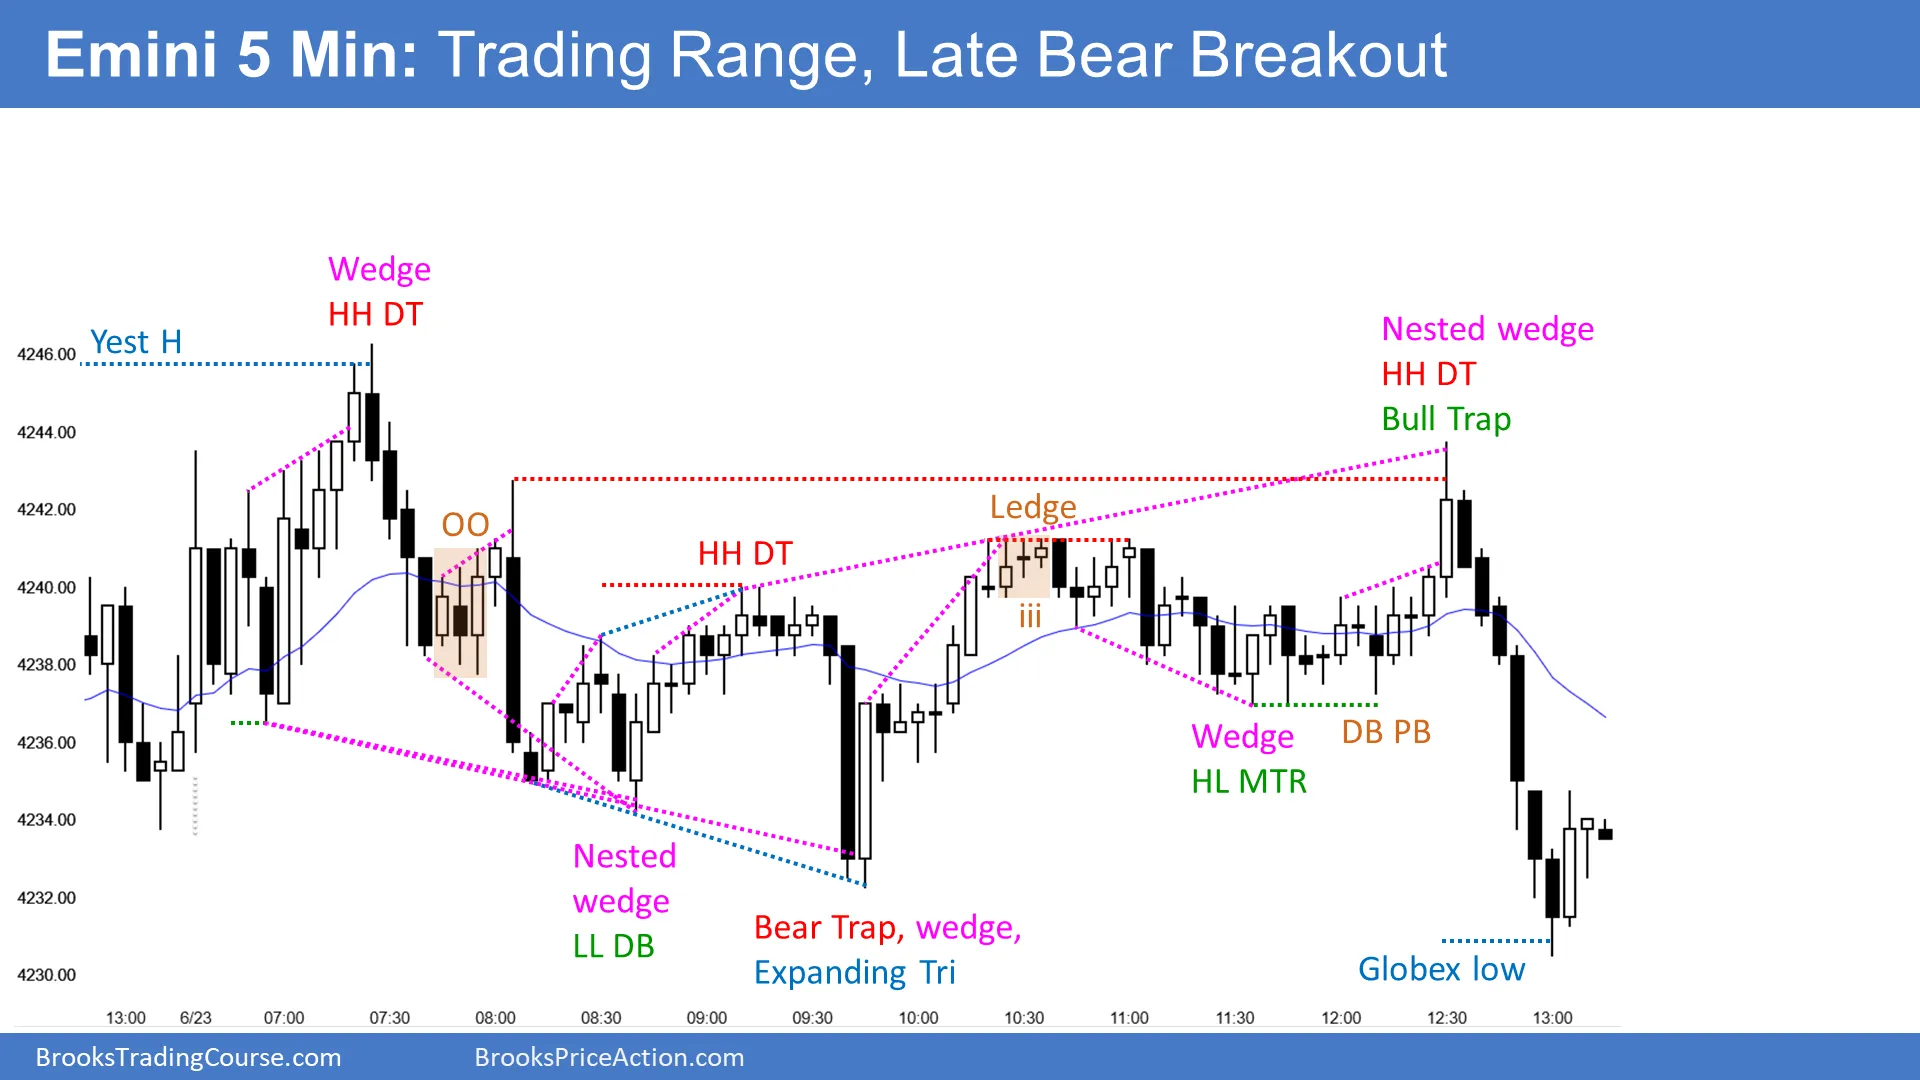 Emini 5 Min: Trading Range, Late Bear Breakout
Wedge
HH DT
Yest H
Nested wedge
HH DT
Bull Trap
OO
Ledge
HH DT
iii
Wedge
HL MTR
DB PB
Nested
wedge
LL DB
Bear Trap, wedge,
Expanding Tri
Globex low
4246.00
4244.00
4242.00
4240.00
4238.00
4236.00
4234.00
4232.00
4230.00
13:00 6/23 07:00 07:30 08:00 08:30 09:00 09:30 10:00 10:30 11:00 11:30 12:00 12:30 13:00
BrooksTradingCourse.com BrooksPriceAction.com